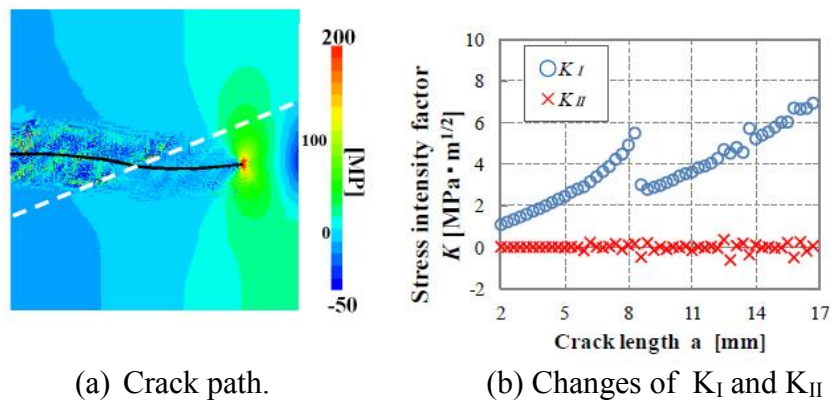 200
100
[MP]
0
-50
Stress intensity factor
K [MPa・m1/2]
10
8
6
4
2
0
-2
KI
KII
2 5 8 11 14 17
Crack length a [mm]
(a) Crack path.
(b) Changes of KI and KII